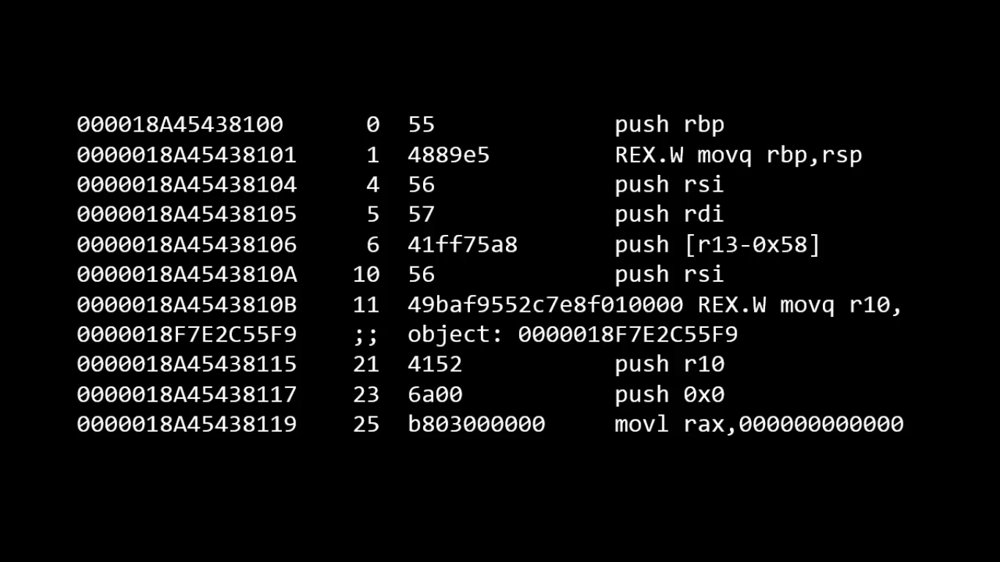 000018A45438100 0 55 push rbp
0000018A45438101 1 4889e5 REX.W movq rbp,rsp
0000018A45438104 4 56 push rsi
0000018A45438105 5 57 push rdi
0000018A45438106 6 41ff75a8 push [r13-0x58]
0000018A4543810A 10 56 push rsi
0000018A4543810B 11 49baf9552c7e8f010000 REX.W movq r10,
0000018F7E2C55F9 ;; object: 0000018F7E2C55F9
0000018A45438115 21 4152 push r10
0000018A45438117 23 6a00 push 0x0
0000018A45438119 25 b803000000 movl rax,000000000000